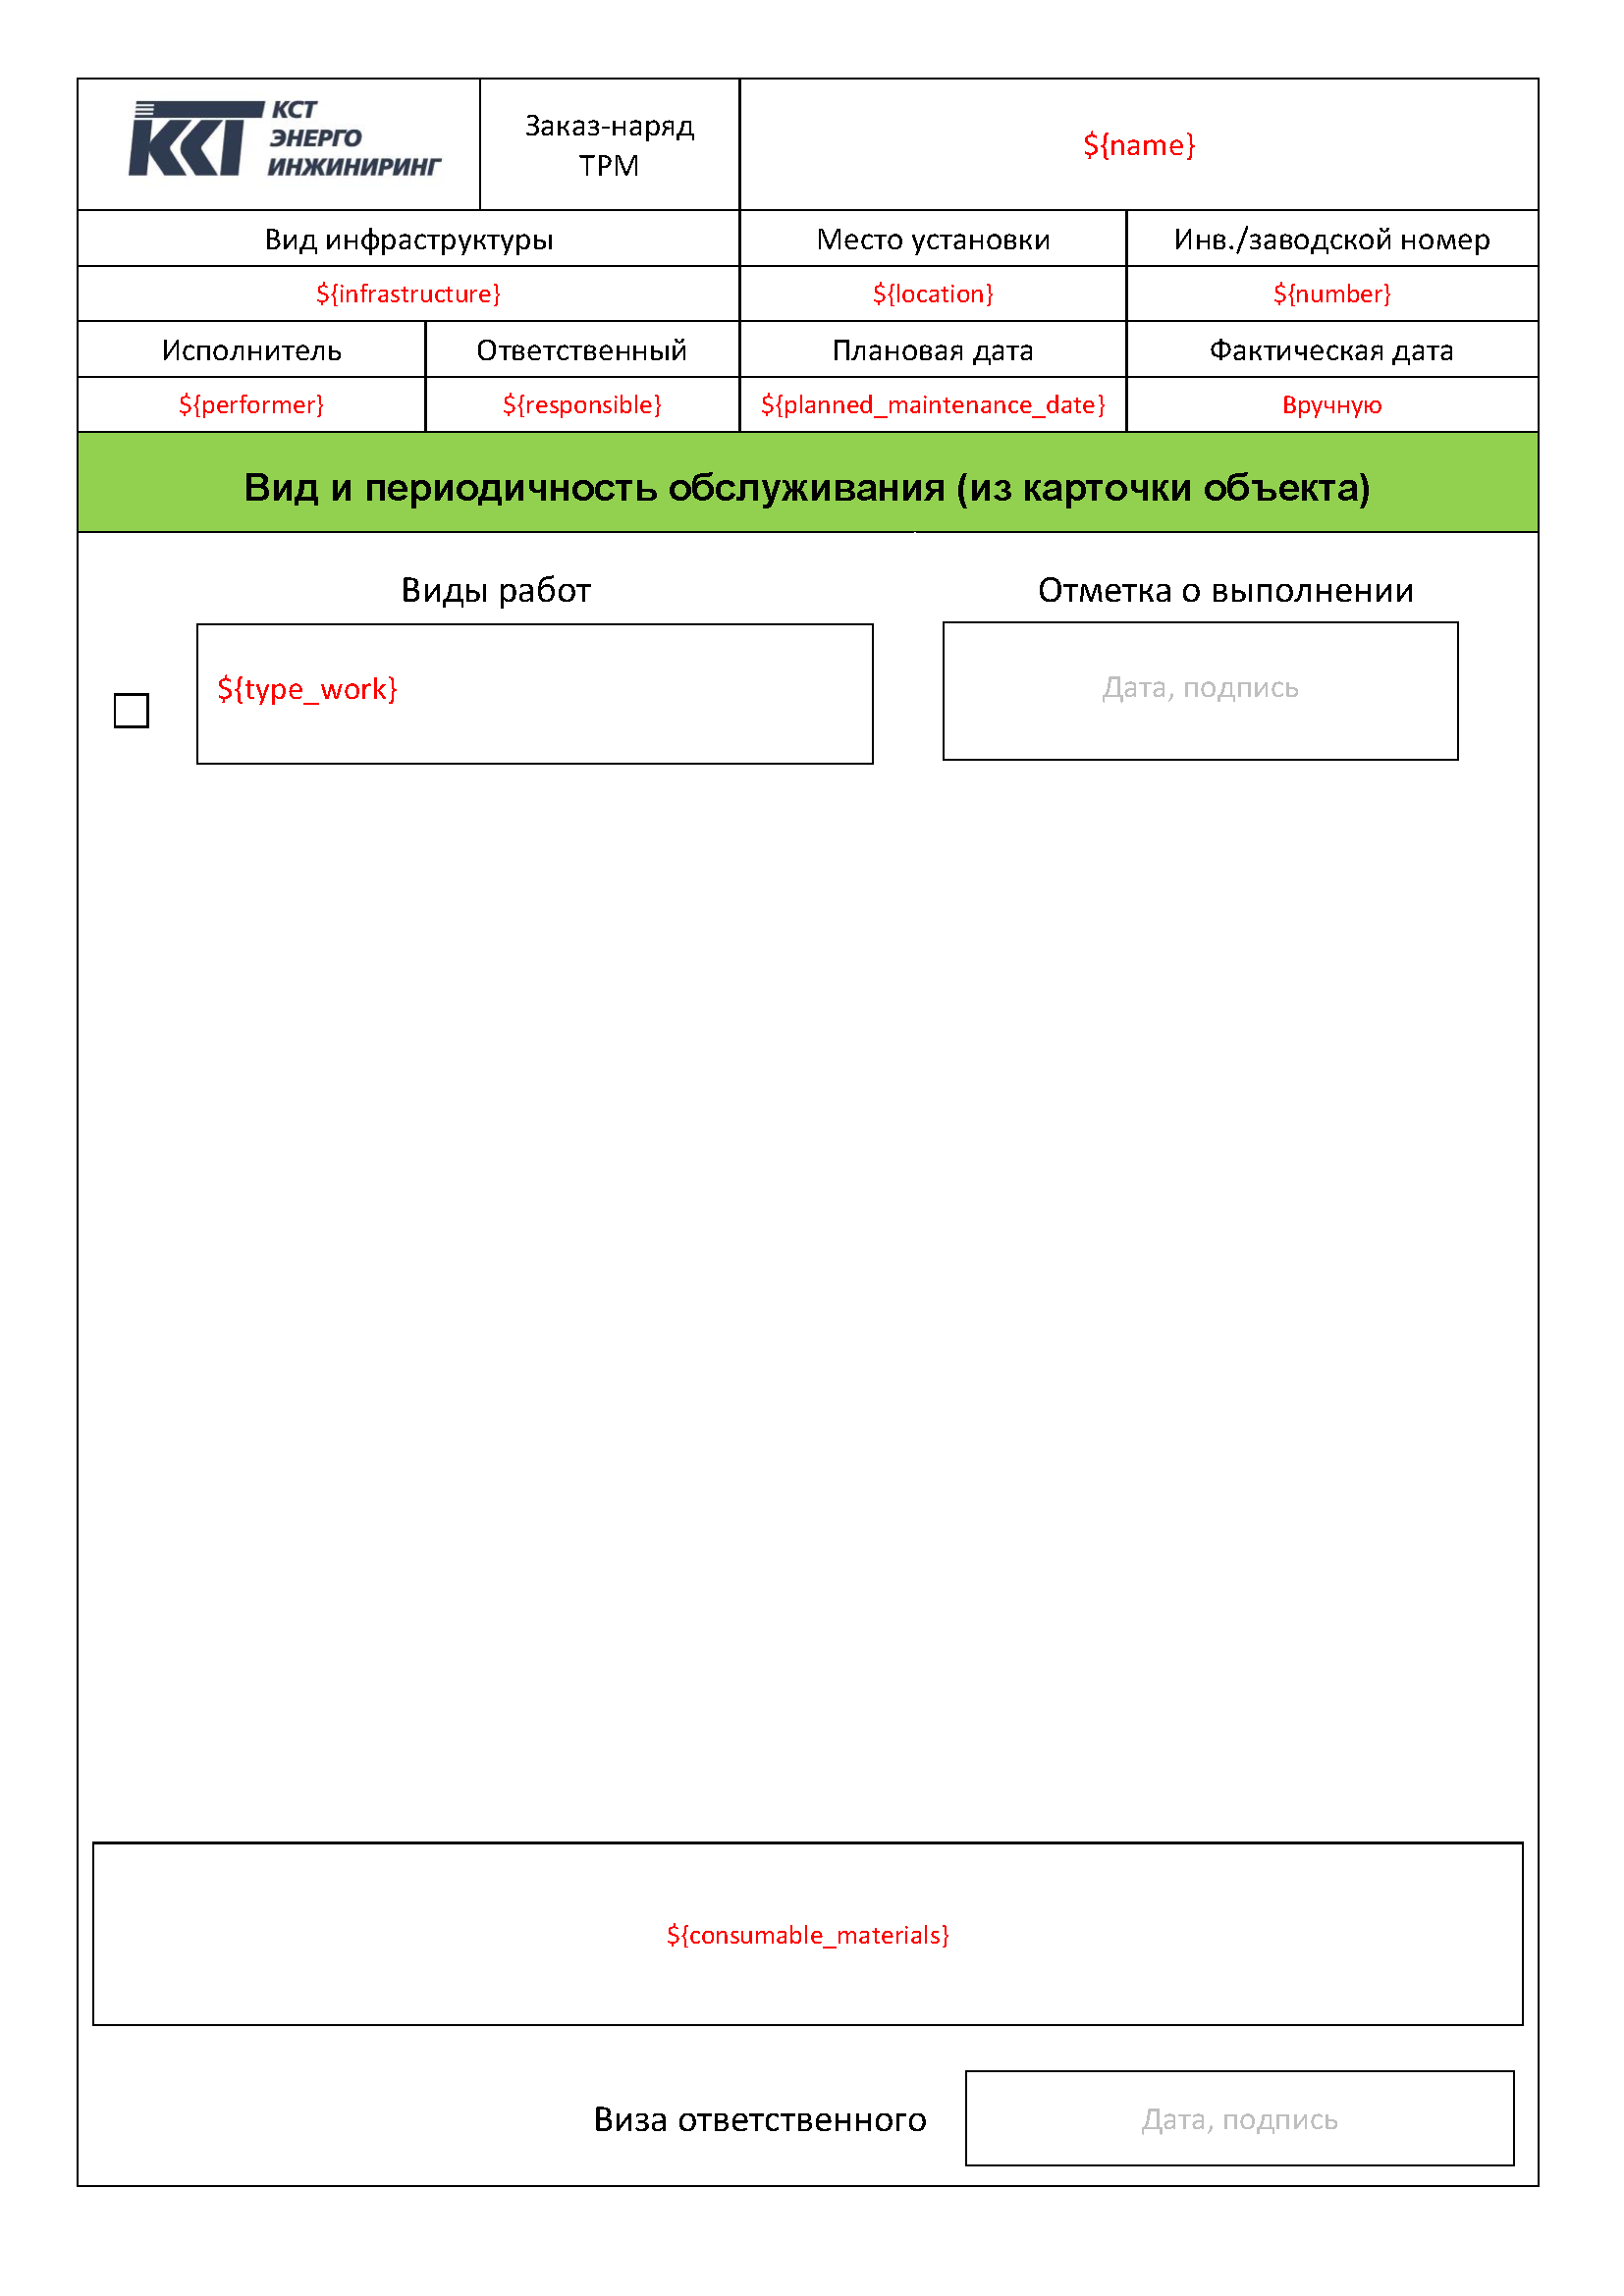 КСТ
ЭНЕРГО
ИНЖИНИРИНГ
Заказ-наряд
ТРМ
${name}
Вид инфраструктуры
Место установки
Инв./заводской номер
${infrastructure}
${location}
${number}
Исполнитель
Ответственный
Плановая дата
Фактическая дата
${performer}
${responsible}
${planned_maintenance_date}
Вручную
Вид и периодичность обслуживания (из карточки объекта)
Виды работ
Отметка о выполнении
${type_work}
Дата, подпись
${consumable_materials}
Виза ответственного
Дата, подпись